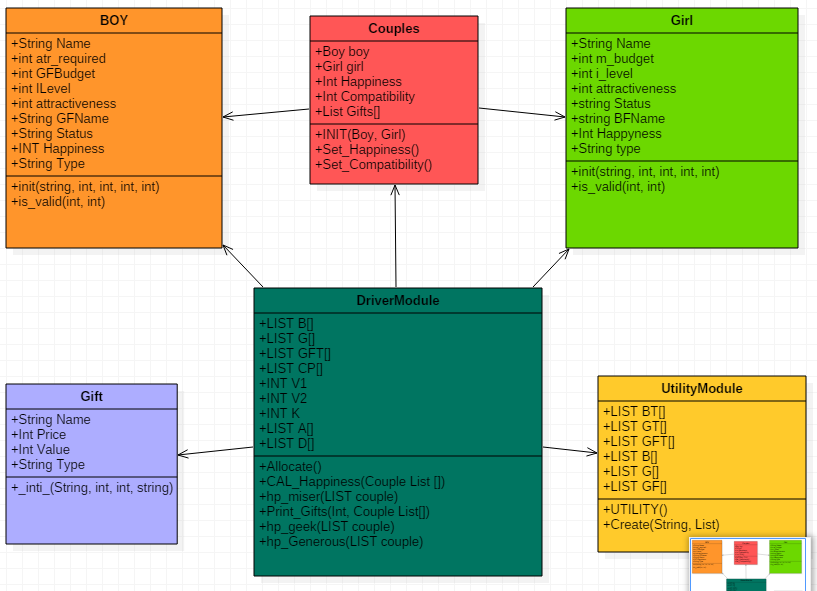 BOY
+String Name
+int atr_required
+int GFBudget
+int ILevel
+int attractiveness
+String GFName
+String Status
+INT Happiness
+String Type
+init(string, int, int, int, int)
+is_valid(int, int)
Couples
+Boy boy
+Girl girl
+Int Happiness
+Int Compatibility
+List Gifts[]
+INIT(Boy, Girl)
+Set_Happiness()
+Set_Compatibility()
Girl
+String Name
+int m_budget
+int i_level
+int attractiveness
+string Status
+string BFName
+Int Happyness
+String type
+init(string, int, int, int, int)
+is_valid(int, int)
Gift
+String Name
+Int Price
+Int Value
+String Type
+_inti_(String, int, int, string)
DriverModule
+LIST B[]
+LIST G[]
+LIST GFT[]
+LIST CP[]
+INT V1
+INT V2
+INT K
+LIST A[]
+LIST D[]
+Allocate()
+CAL_Happiness(Couple List [])
+hp_miser(LIST couple)
+Print_Gifts(Int, Couple List[])
+hp_geek(LIST couple)
+hp_Generous(LIST couple)
UtilityModule
+LIST BT[]
+LIST GT[]
+LIST GFT[]
+LIST B[]
+LIST G[]
+LIST GF[]
+UTILITY()
+Create(String, List)